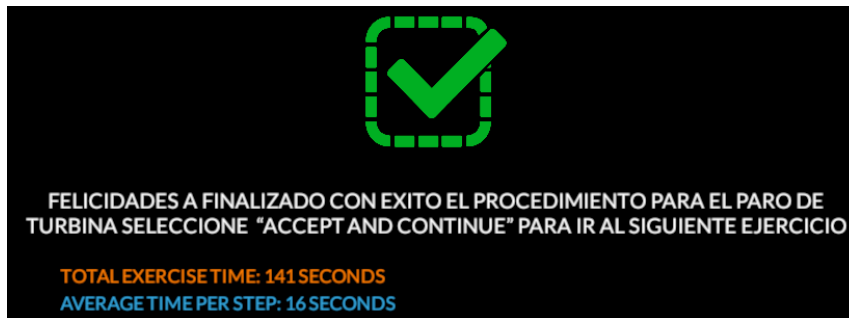 FELICIDADES A FINALIZADO CON EXITO EL PROCEDIMIENTO PARA EL PARO DE
TURBINA SELECCIONE “ACCEPT AND CONTINUE” PARA IR AL SIGUIENTE EJERCICIO
TOTAL EXERCISE TIME: 141 SECONDS
AVERAGE TIME PER STEP: 16 SECONDS